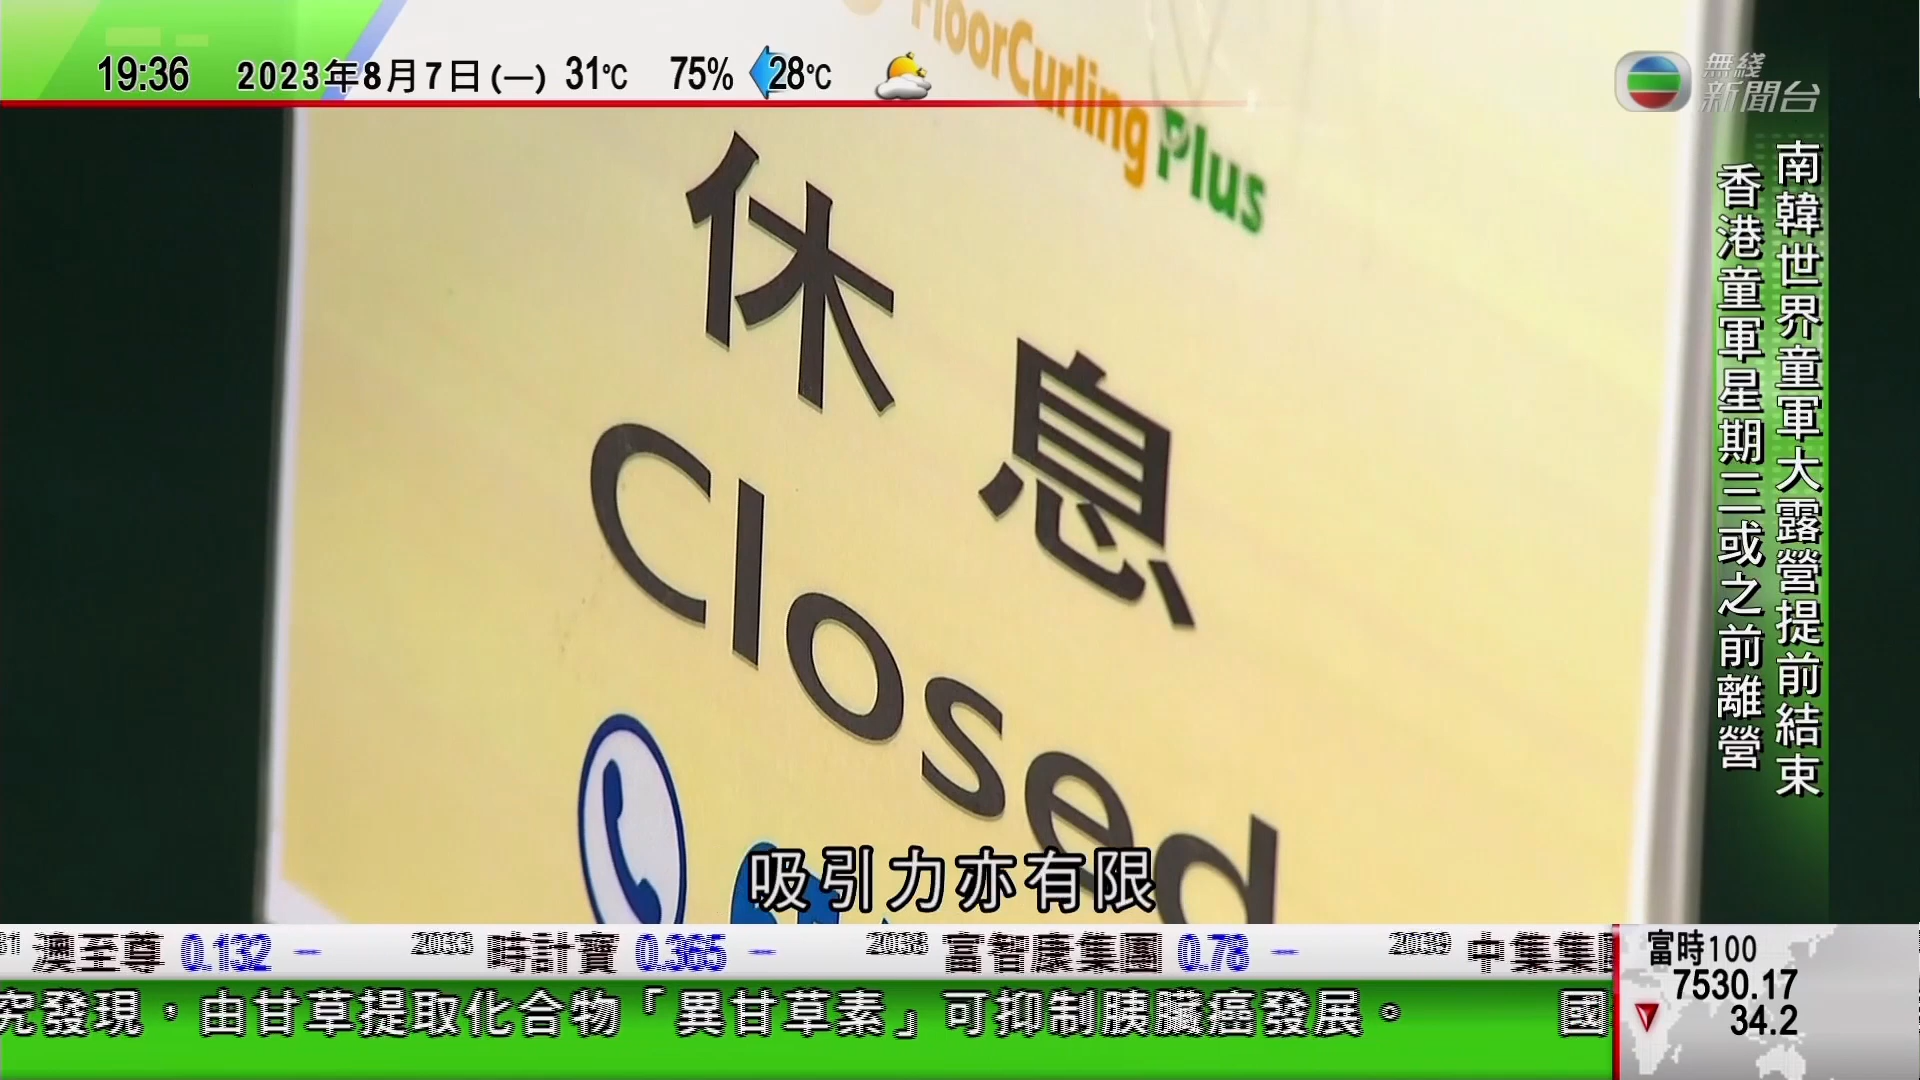 19:36 2023年8月7日(一) 31℃ 75% 28℃
無綫
新聞台
FloorCurling Plus
休息
Closed
南韓世界童軍大露營提前結束
香港童軍星期三或之前離營
吸引力亦有限
澳至尊 0.132 – 2033 時計寶 0.365 – 2038 富智康集團 0.78 – 2039 中集集團
富時100
7530.17
34.2
究發現，由甘草提取化合物「異甘草素」可抑制胰臟癌發展。 國